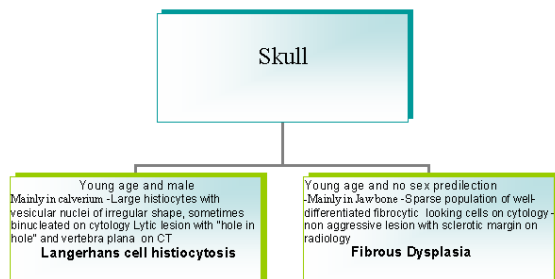 Skull
Young age and male
Mainly in calverium -Large histiocytes with
vesicular nuclei of irregular shape, sometimes
binucleated on cytology Lytic lesion with "hole in
hole" and vertebra plana on CT
Langerhans cell histiocytosis
Young age and no sex predilection
-Mainly in Jawbone -Sparse population of well-
differentiated fibrocytic looking cells on cytology -
non aggressive lesion with sclerotic margin on
radiology
Fibrous Dysplasia